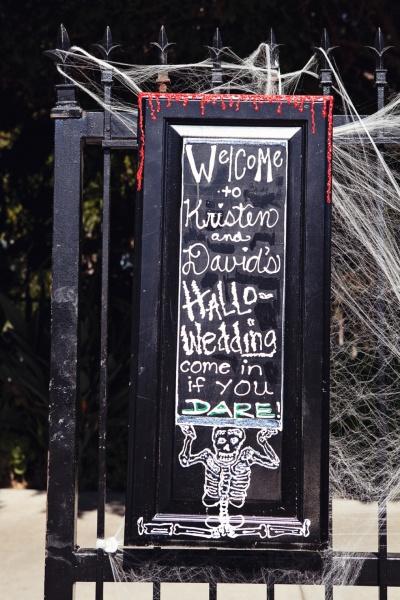 WelCOMe
to
Kristen
and
David's
HALLO-
Wedding
come in
if you
DARE!